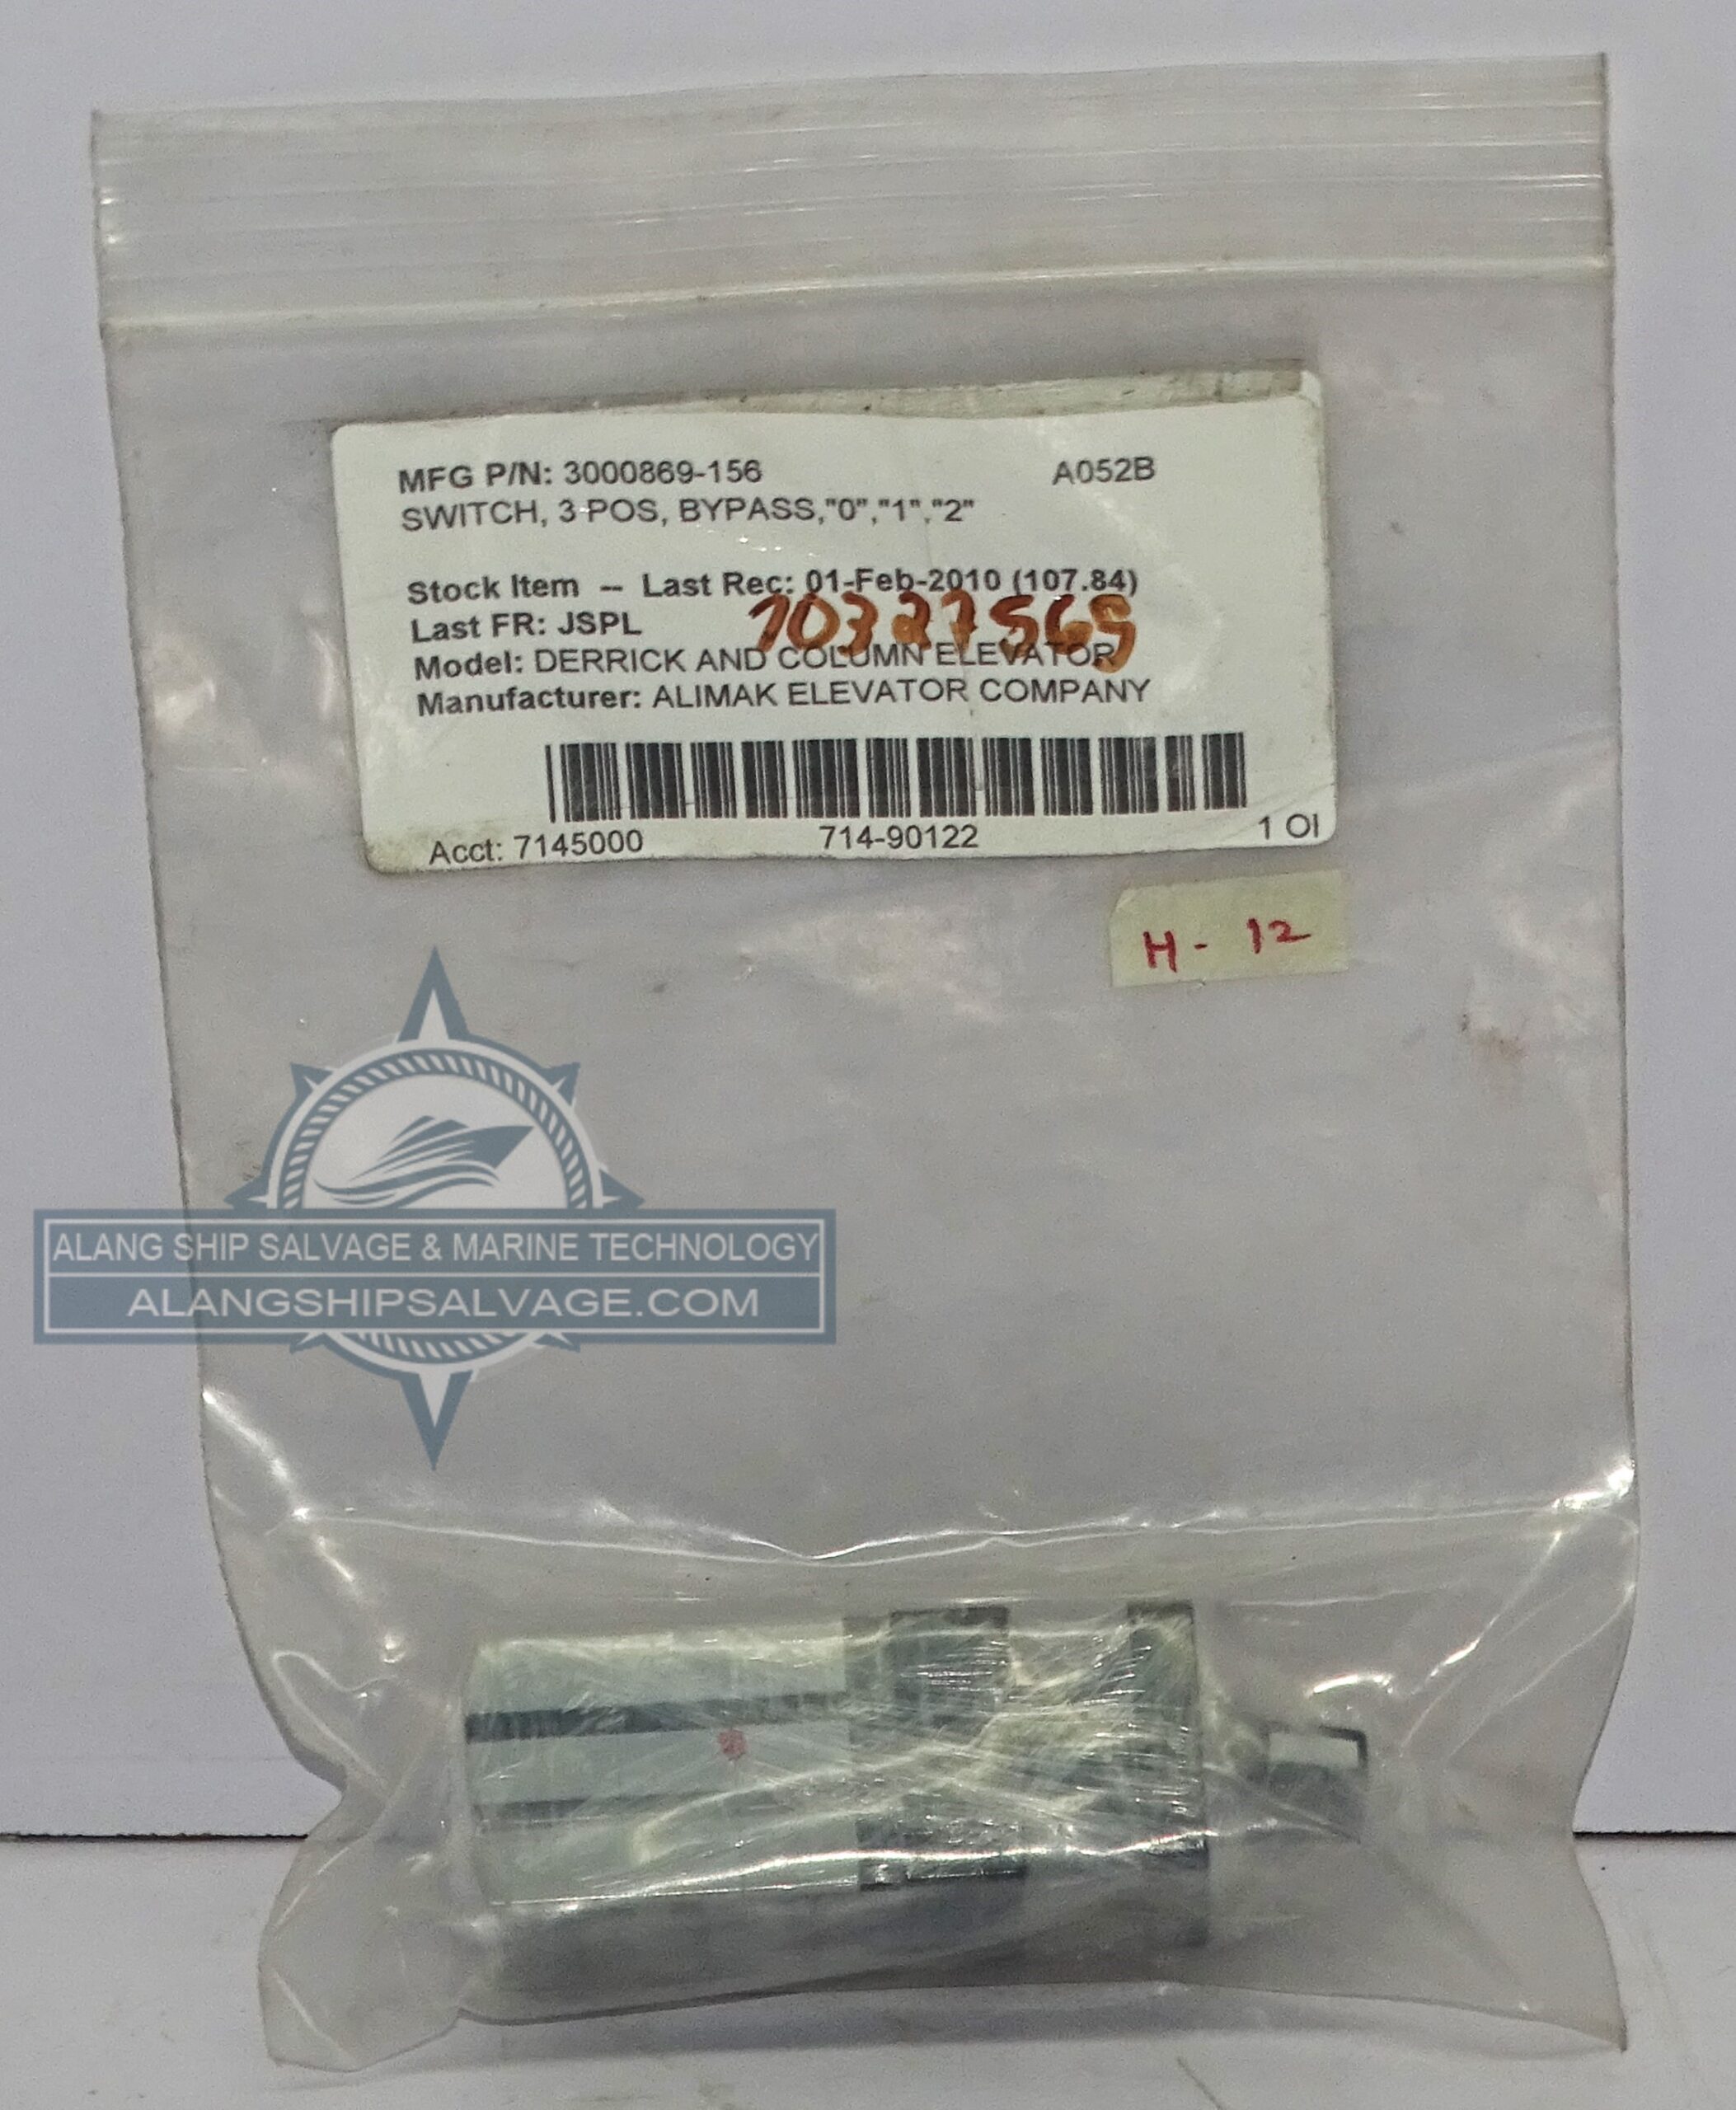 MFG P/N: 3000869-156 A052B
SWITCH, 3-POS, BYPASS,"0","1","2"
Stock Item -- Last Rec: 01-Feb-2010 (107.84)
Last FR: JSPL
10327565
Model: DERRICK AND COLUMN ELEVATOR
Manufacturer: ALIMAK ELEVATOR COMPANY
Acct: 7145000 714-90122 1 OI
H - 12
ALANG SHIP SALVAGE & MARINE TECHNOLOGY
ALANGSHIPSALVAGE.COM